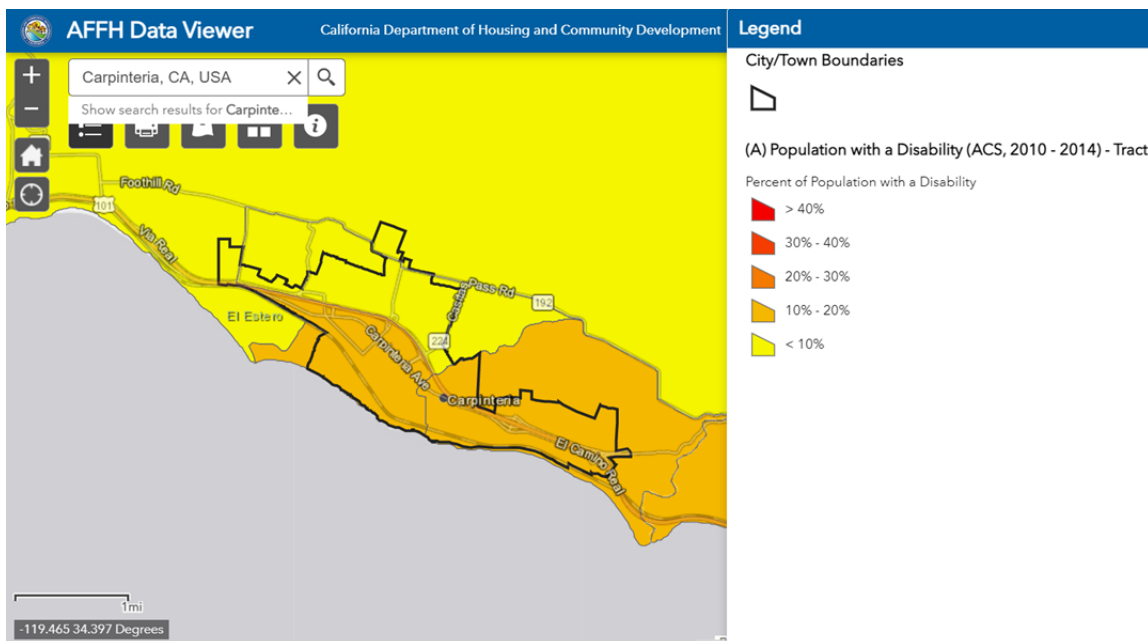 AFFH Data Viewer
California Department of Housing and Community Development
Legend
Carpinteria, CA, USA
Show search results for Carpinte...
City/Town Boundaries
(A) Population with a Disability (ACS, 2010 - 2014) - Tract
Percent of Population with a Disability
> 40%
30% - 40%
20% - 30%
10% - 20%
< 10%
Foothill Rd
101
Via Real
Casitas
Pass Rd
192
El Estero
224
Carpinteria Ave
Carpinteria
El Camino Real
1mi
-119.465 34.397 Degrees